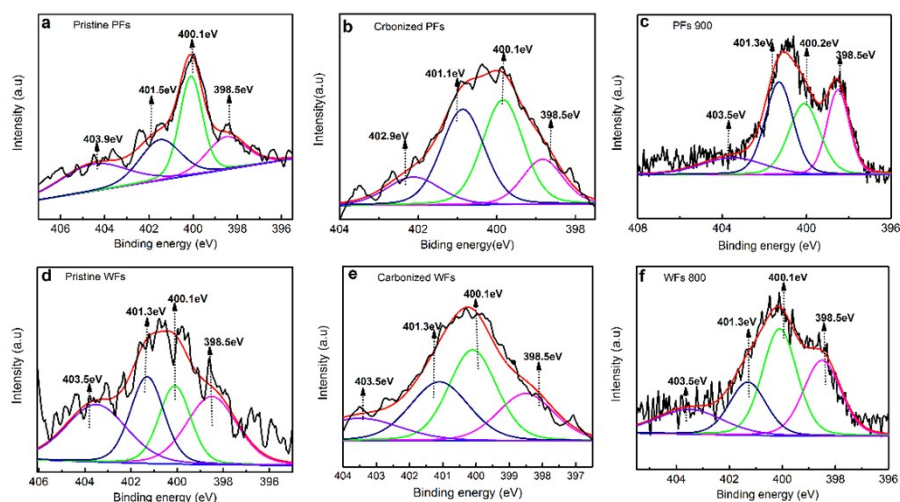 a
Pristine PFs
400.1eV
401.5eV
398.5eV
403.9eV
Intensity (a.u)
406 404 402 400 398 396
Binding energy (eV)
b
Crbonized PFs
400.1eV
401.1eV
398.5eV
402.9eV
Intensity(a.u)
404 402 400 398
Biding energy(eV)
c
PFs 900
401.3eV
400.2eV
398.5eV
403.5eV
Intensity (a.u)
408 406 404 402 400 398 396
Binding energy (eV)
d
Pristine WFs
401.3eV
400.1eV
398.5eV
403.5eV
Intensity (a.u)
406 404 402 400 398 396
Binding energy (eV)
e
Carbonized WFs
400.1eV
401.3eV
398.5eV
403.5eV
Intensity (a.u)
404 403 402 401 400 399 398 397
Binding energy (eV)
f
WFs 800
400.1eV
401.3eV
398.5eV
403.5eV
Intensity (a.u)
404 402 400 398 396
Binding energy (eV)